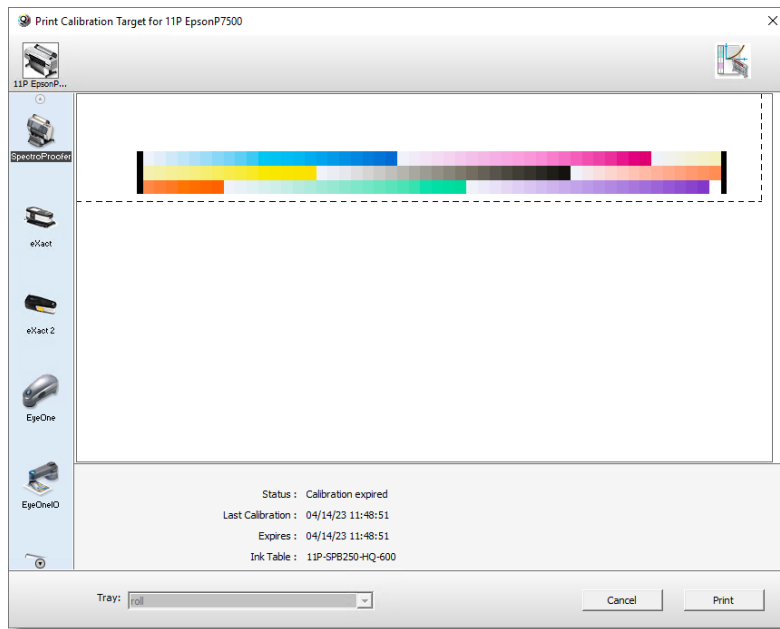 Print Calibration Target for 11P EpsonP7500
11P EpsonP...
SpectroProofer
eXact
eXact 2
EyeOne
EyeOneIO
Status : Calibration expired
Last Calibration : 04/14/23 11:48:51
Expires : 04/14/23 11:48:51
Ink Table : 11P-SPB250-HQ-600
Tray: roll
Cancel
Print